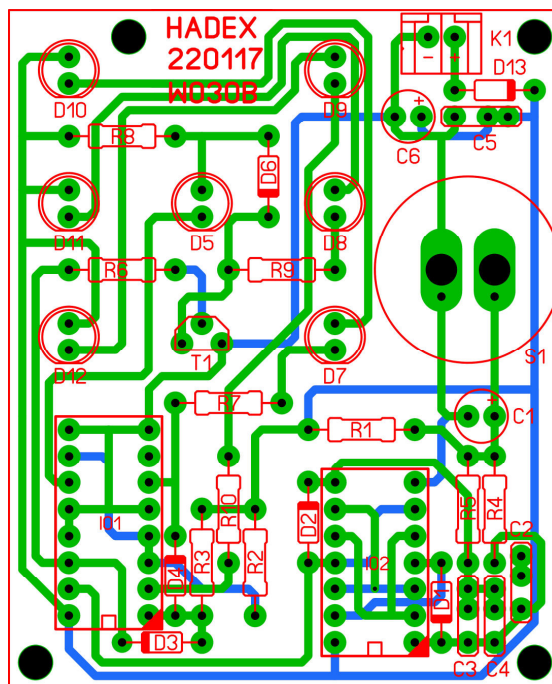 HADEX
220117
W030B
K1
- +
D13
D10
D9
R8
D6
+
C6
C5
D11
D5
D8
R6
R9
T1
S1
D12
D7
R7
+
C1
R1
IO1
R10
D2
R5
R4
C2
R3
R2
IO2
D4
D1
D3
C3
C4